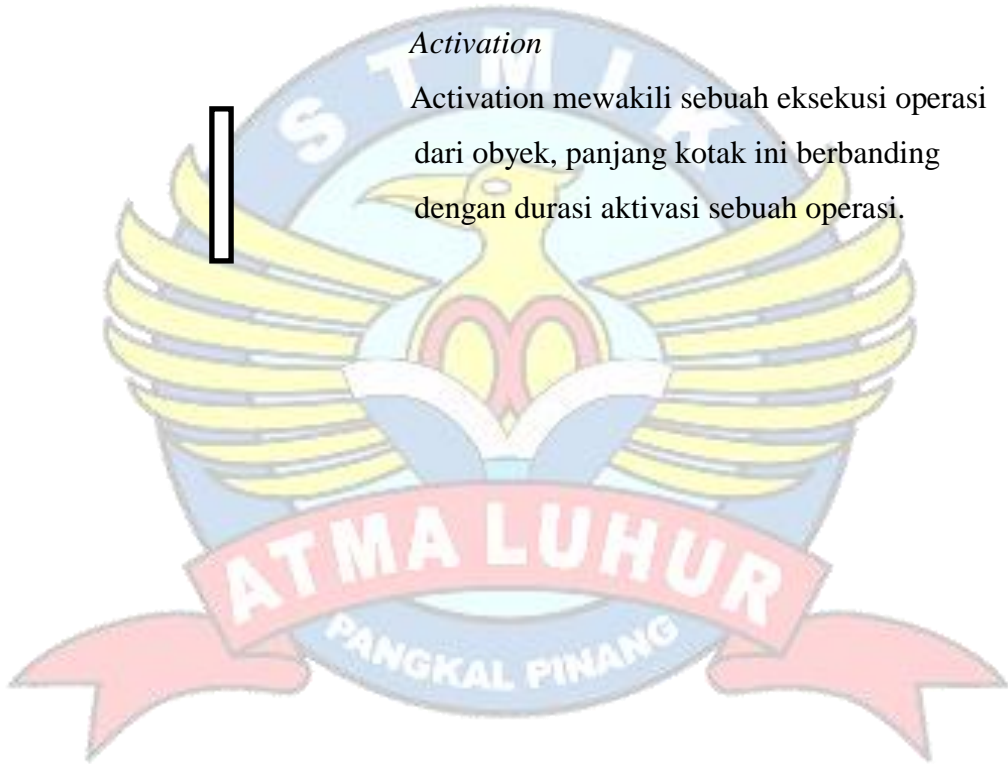 Activation
Activation mewakili sebuah eksekusi operasi
dari obyek, panjang kotak ini berbanding
dengan durasi aktivasi sebuah operasi.
STMIK
ATMA LUHUR
PANGKAL PINANG